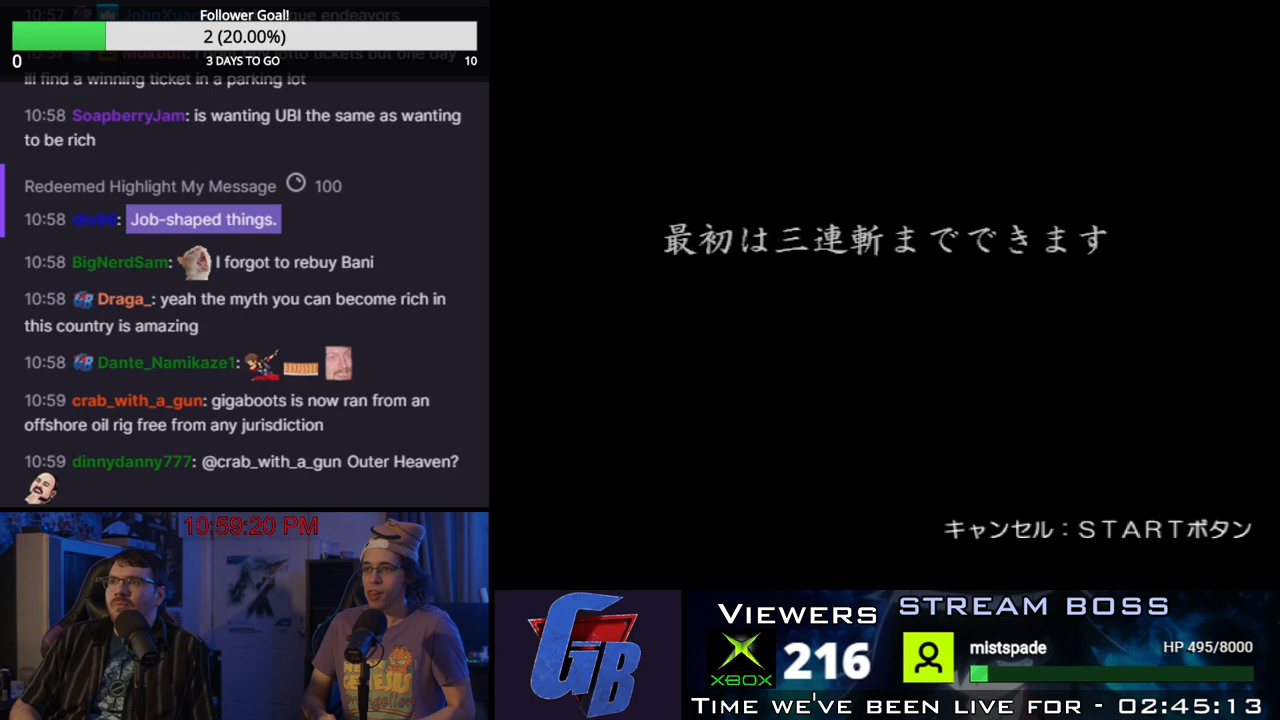 Follower Goal!
2 (20.00%)
0
3 DAYS TO GO
10
ill find a winning ticket in a parking lot
10:58 SoapberryJam: is wanting UBI the same as wanting
to be rich
Redeemed Highlight My Message 100
10:58 dio00: Job-shaped things.
10:58 BigNerdSam: I forgot to rebuy Bani
10:58 Draga_: yeah the myth you can become rich in
this country is amazing
10:58 Dante_Namikaze1:
10:59 crab_with_a_gun: gigaboots is now ran from an
offshore oil rig free from any jurisdiction
10:59 dinnydanny777: @crab_with_a_gun Outer Heaven?
10:59:20 PM
最初は三連斬までできます
キャンセル：ＳＴＡＲＴボタン
GB
VIEWERS
XBOX
216
STREAM BOSS
mistspade
HP 495/8000
TIME WE'VE BEEN LIVE FOR - 02:45:13